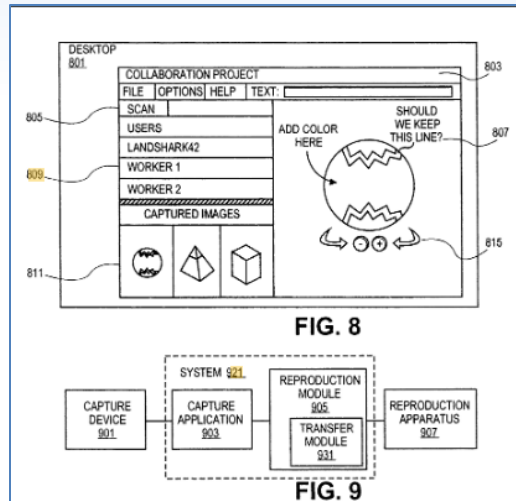 DESKTOP
801
COLLABORATION PROJECT
803
FILE OPTIONS HELP TEXT:
805
SCAN
USERS
LANDSHARK42
809
WORKER 1
WORKER 2
CAPTURED IMAGES
811
SHOULD
WE KEEP
THIS LINE?
807
ADD COLOR
HERE
- +
815
FIG. 8
SYSTEM 921
CAPTURE
DEVICE
901
CAPTURE
APPLICATION
903
REPRODUCTION
MODULE
905
TRANSFER
MODULE
931
REPRODUCTION
APPARATUS
907
FIG. 9